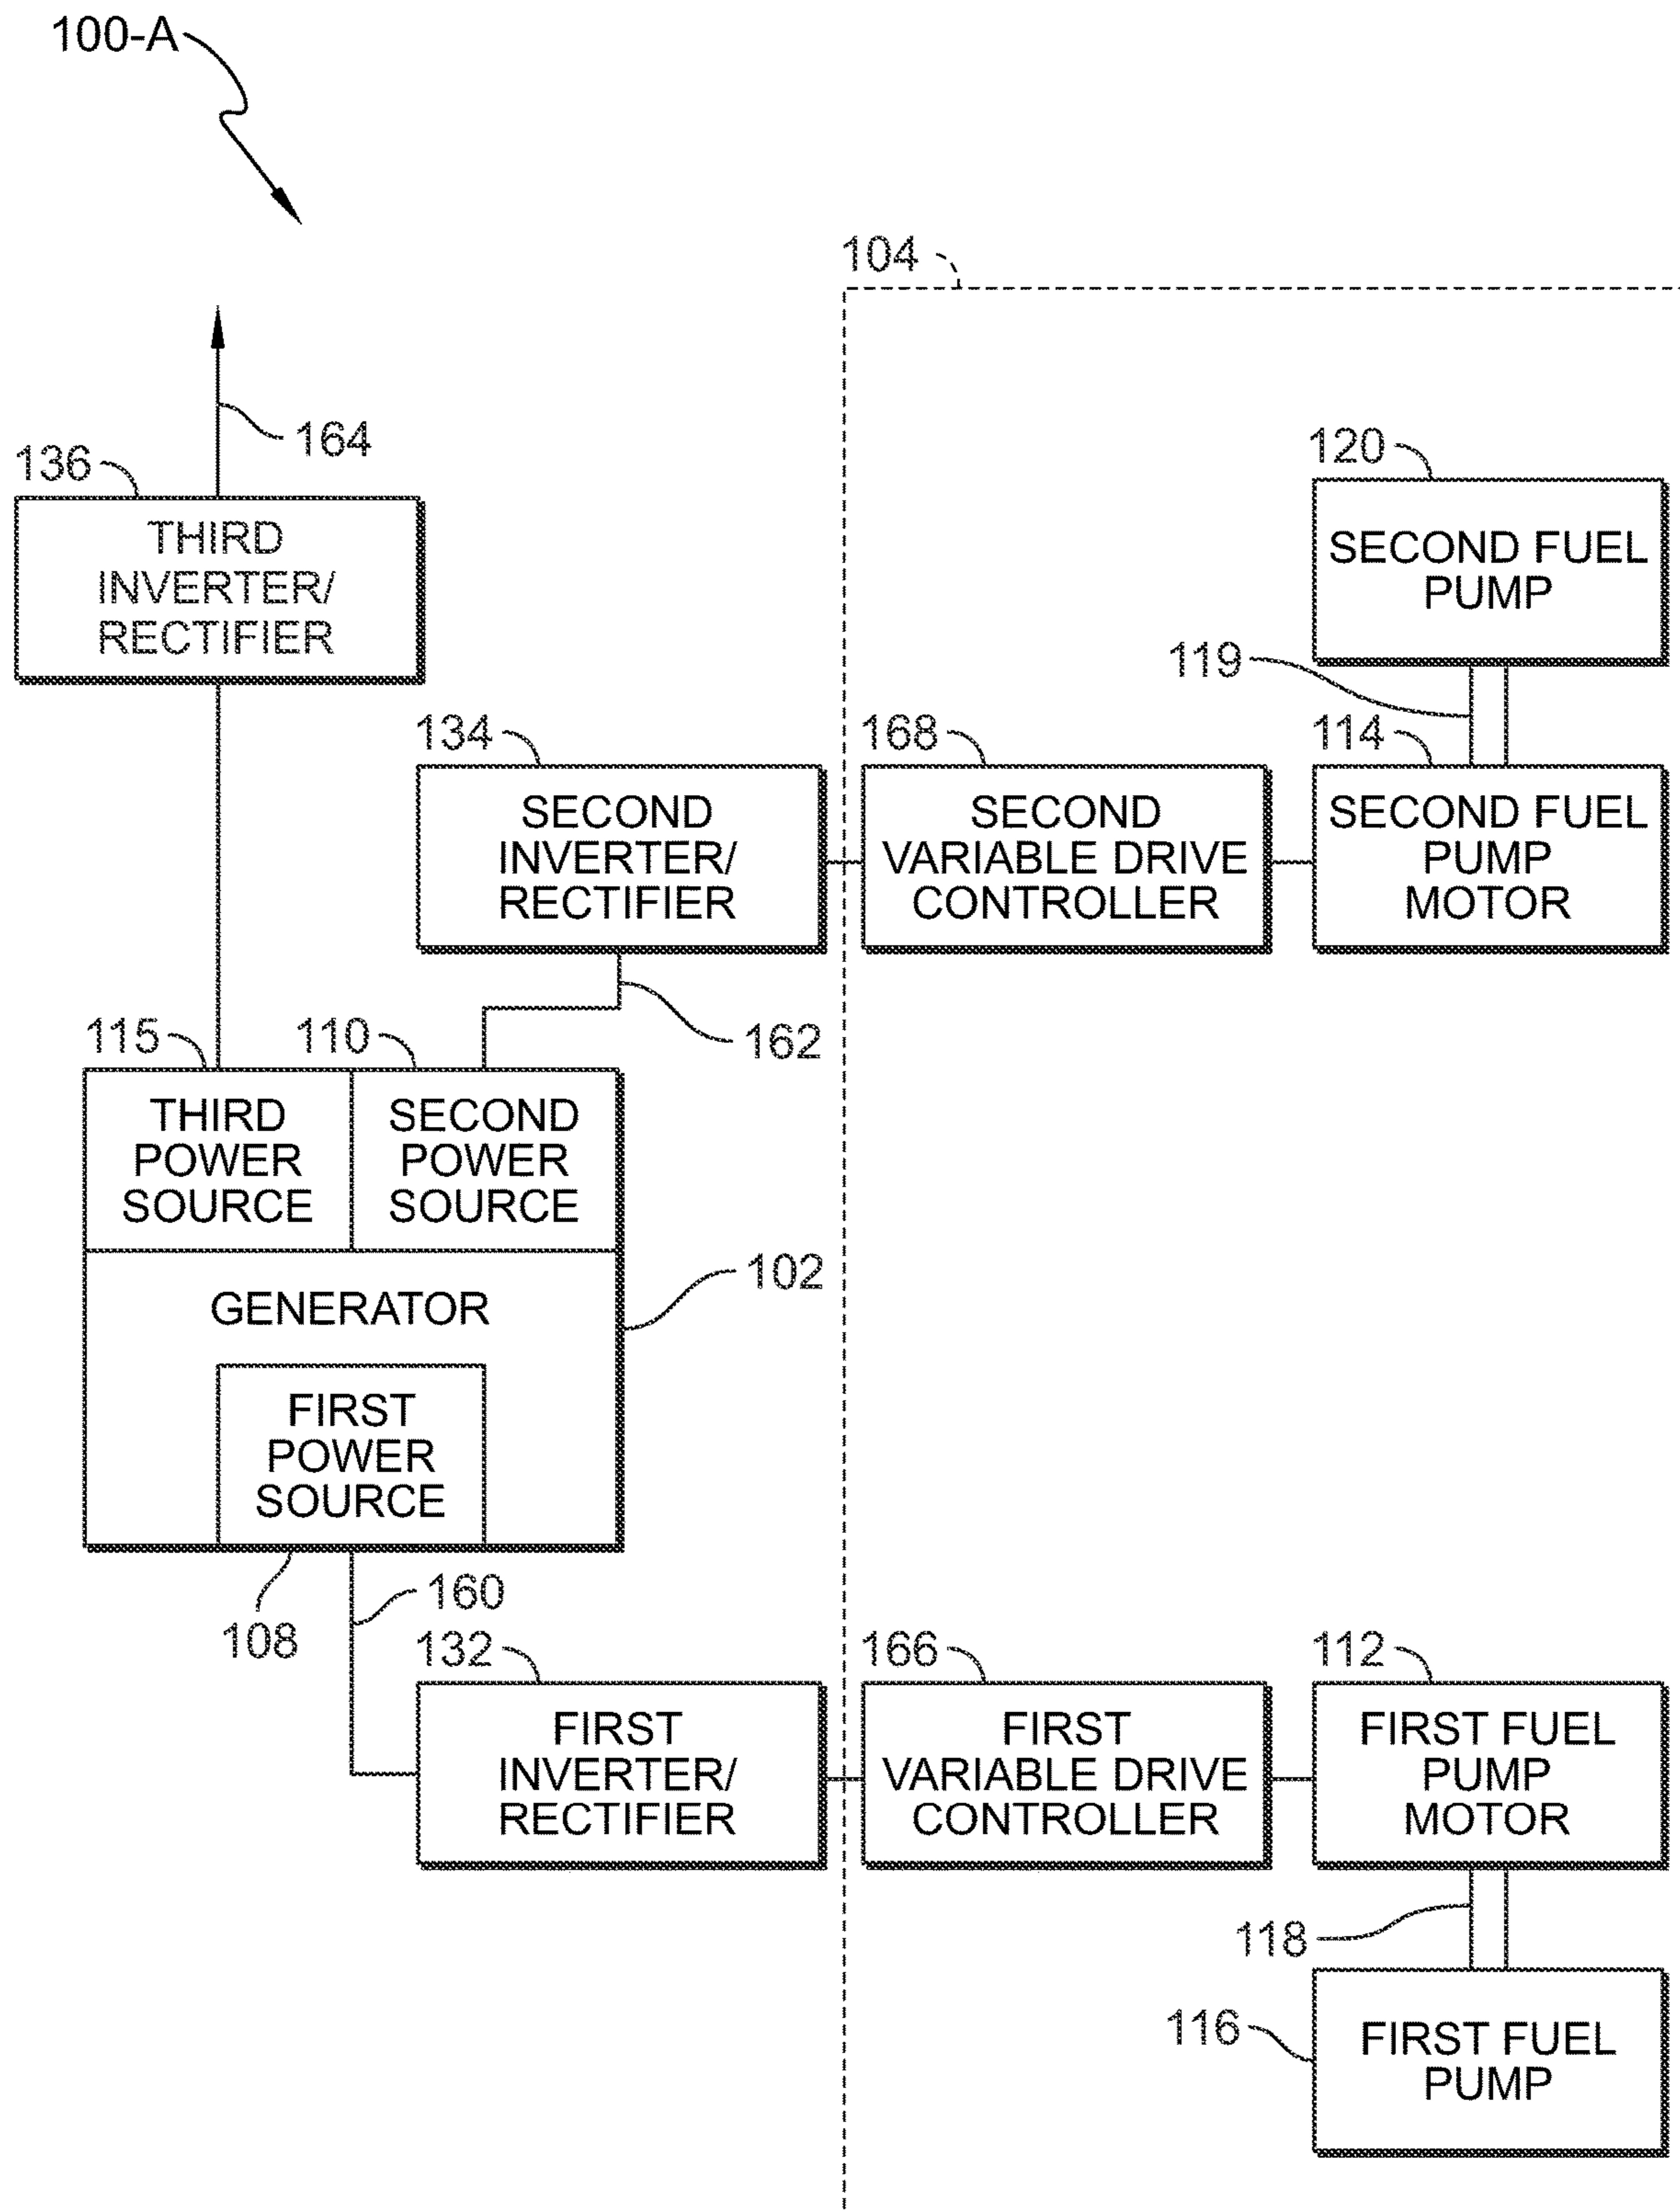 100-A
104
164
136
THIRD
INVERTER/
RECTIFIER
120
SECOND FUEL
PUMP
119
134
SECOND
INVERTER/
RECTIFIER
168
SECOND
VARIABLE DRIVE
CONTROLLER
114
SECOND FUEL
PUMP
MOTOR
162
115
THIRD
POWER
SOURCE
110
SECOND
POWER
SOURCE
102
GENERATOR
FIRST
POWER
SOURCE
108
160
132
FIRST
INVERTER/
RECTIFIER
166
FIRST
VARIABLE DRIVE
CONTROLLER
112
FIRST FUEL
PUMP
MOTOR
118
116
FIRST FUEL
PUMP